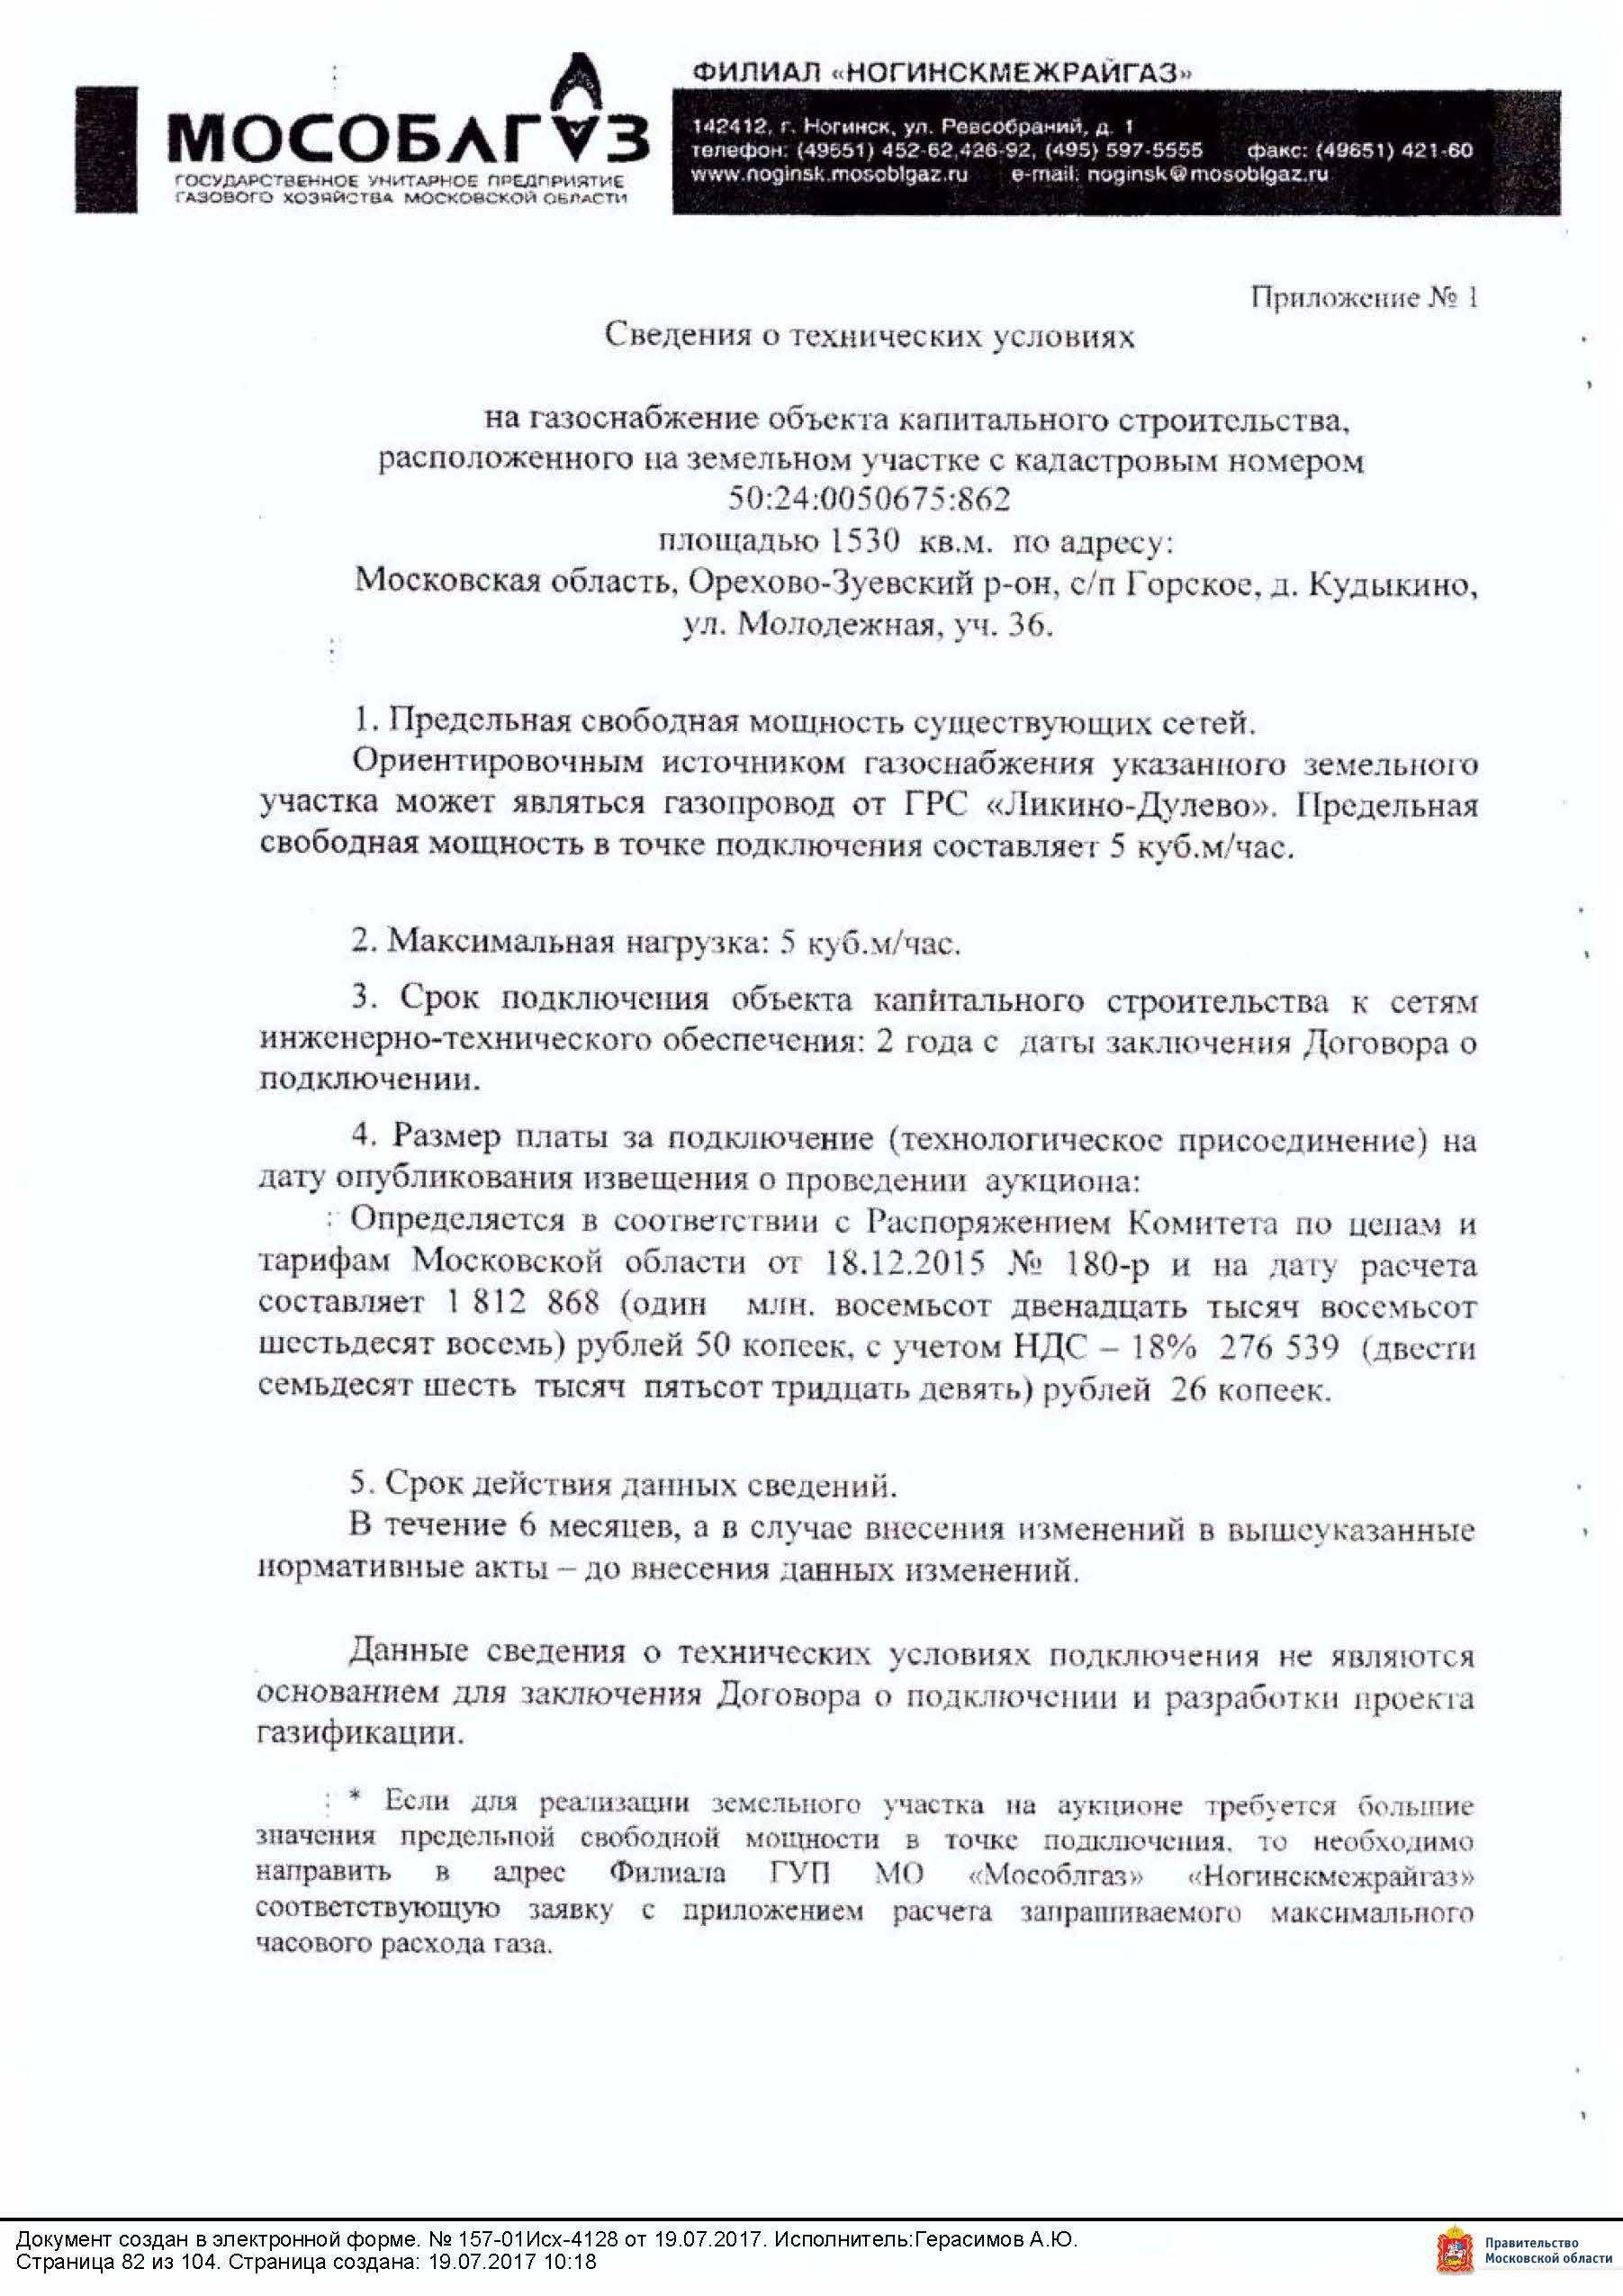 ФИЛИАЛ «НОГИНСКМЕЖРАЙГАЗ»
МОСОБЛГАЗ
ГОСУДАРСТВЕННОЕ УНИТАРНОЕ ПРЕДПРИЯТИЕ
ГАЗОВОГО ХОЗЯЙСТВА МОСКОВСКОЙ ОБЛАСТИ
142412, г. Ногинск, ул. Ревсобраний, д. 1
телефон: (49651) 452-62,426-92, (495) 597-5555 факс: (49651) 421-60
www.noginsk.mosoblgaz.ru e-mail: noginsk@mosoblgaz.ru
Приложение № 1
Сведения о технических условиях
на газоснабжение объекта капитального строительства,
расположенного на земельном участке с кадастровым номером
50:24:0050675:862
площадью 1530 кв.м. по адресу:
Московская область, Орехово-Зуевский р-он, с/п Горское, д. Кудыкино,
ул. Молодежная, уч. 36.
1. Предельная свободная мощность существующих сетей.
Ориентировочным источником газоснабжения указанного земельного
участка может являться газопровод от ГРС «Ликино-Дулево». Предельная
свободная мощность в точке подключения составляет 5 куб.м/час.
2. Максимальная нагрузка: 5 куб.м/час.
3. Срок подключения объекта капитального строительства к сетям
инженерно-технического обеспечения: 2 года с даты заключения Договора о
подключении.
4. Размер платы за подключение (технологическое присоединение) на
дату опубликования извещения о проведении аукциона:
Определяется в соответствии с Распоряжением Комитета по ценам и
тарифам Московской области от 18.12.2015 № 180-р и на дату расчета
составляет 1 812 868 (один млн. восемьсот двенадцать тысяч восемьсот
шестьдесят восемь) рублей 50 копеек, с учетом НДС – 18% 276 539 (двести
семьдесят шесть тысяч пятьсот тридцать девять) рублей 26 копеек.
5. Срок действия данных сведений.
В течение 6 месяцев, а в случае внесения изменений в вышеуказанные
нормативные акты – до внесения данных изменений.
Данные сведения о технических условиях подключения не являются
основанием для заключения Договора о подключении и разработки проекта
газификации.
* Если для реализации земельного участка на аукционе требуется большие
значения предельной свободной мощности в точке подключения, то необходимо
направить в адрес Филиала ГУП МО «Мособлгаз» «Ногинскмежрайгаз»
соответствующую заявку с приложением расчета запрашиваемого максимального
часового расхода газа.
Документ создан в электронной форме. № 157-01Исх-4128 от 19.07.2017. Исполнитель:Герасимов А.Ю.
Страница 82 из 104. Страница создана: 19.07.2017 10:18
Правительство
Московской области